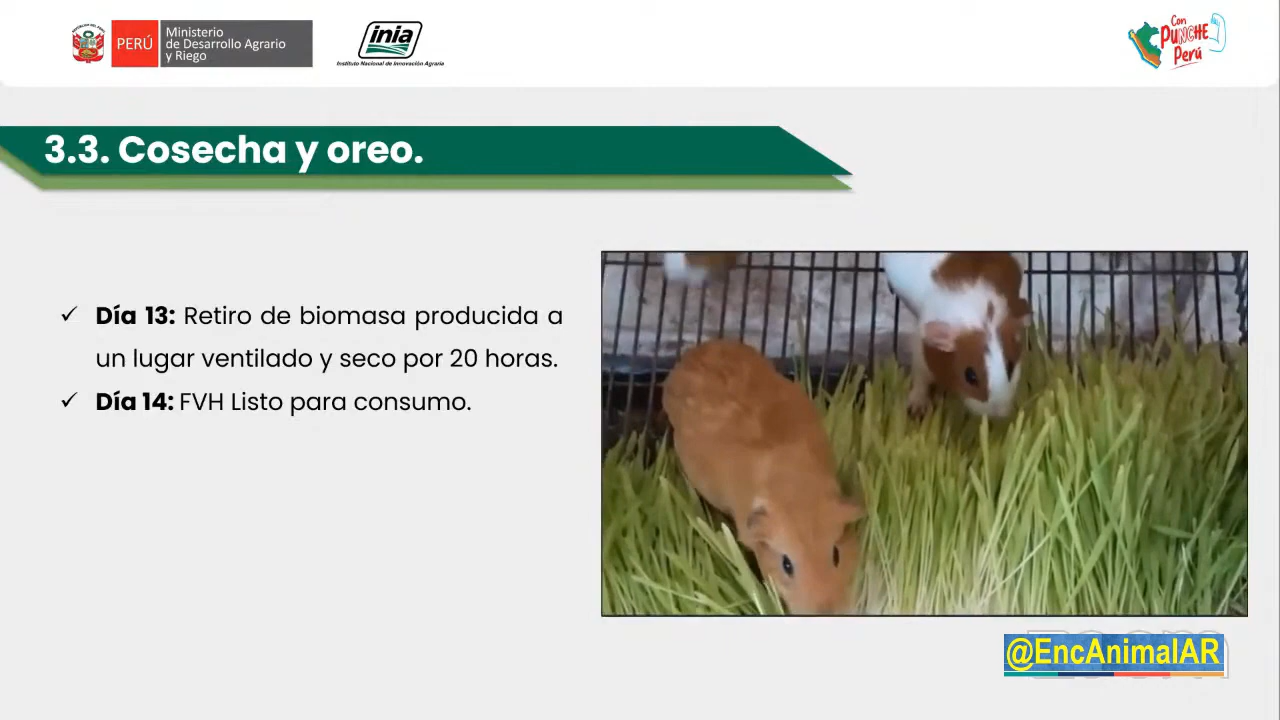 PERÚ
Ministerio
de Desarrollo Agrario
y Riego
inia
Instituto Nacional de Innovación Agraria
Con
PUNCHE
Perú
3.3. Cosecha y oreo.
✓ Día 13: Retiro de biomasa producida a
un lugar ventilado y seco por 20 horas.
✓ Día 14: FVH Listo para consumo.
@EncAnimalAR